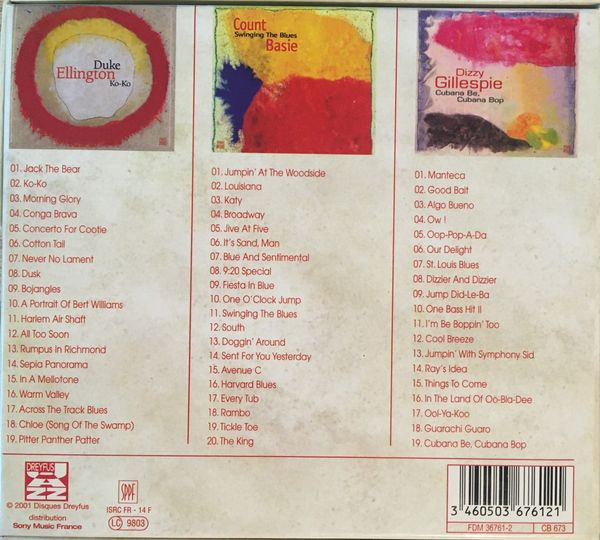 Duke
Ellington
Ko-Ko
Count
Swinging The Blues
Basie
Dizzy
Gillespie
Cubana Be,
Cubana Bop
01. Jack The Bear
02. Ko-Ko
03. Morning Glory
04. Conga Brava
05. Concerto For Cootie
06. Cotton Tail
07. Never No Lament
08. Dusk
09. Bojangles
10. A Portrait Of Bert Williams
11. Harlem Air Shaft
12. All Too Soon
13. Rumpus in Richmond
14. Sepia Panorama
15. In A Mellotone
16. Warm Valley
17. Across The Track Blues
18. Chloe (Song Of The Swamp)
19. Pitter Panther Patter
01. Jumpin' At The Woodside
02. Louisiana
03. Katy
04. Broadway
05. Jive At Five
06. It's Sand, Man
07. Blue And Sentimental
08. 9:20 Special
09. Fiesta In Blue
10. One O'Clock Jump
11. Swinging The Blues
12. South
13. Doggin' Around
14. Sent For You Yesterday
15. Avenue C
16. Harvard Blues
17. Every Tub
18. Rambo
19. Tickle Toe
20. The King
01. Manteca
02. Good Bait
03. Algo Bueno
04. Ow !
05. Oop-Pop-A-Da
06. Our Delight
07. St. Louis Blues
08. Dizzier And Dizzier
09. Jump Did-Le-Ba
10. One Bass Hit II
11. I'm Be Boppin' Too
12. Cool Breeze
13. Jumpin' With Symphony Sid
14. Ray's Idea
15. Things To Come
16. In The Land Of Oo-Bla-Dee
17. Ool-Ya-Koo
18. Guarachi Guaro
19. Cubana Be, Cubana Bop
DREYFUS
JAZZ
© 2001 Disques Dreyfus
distribution
Sony Music France
SPPF
ISRC FR - 14 F
LC 9803
3 460503 676121
FDM 36761-2
CB 673